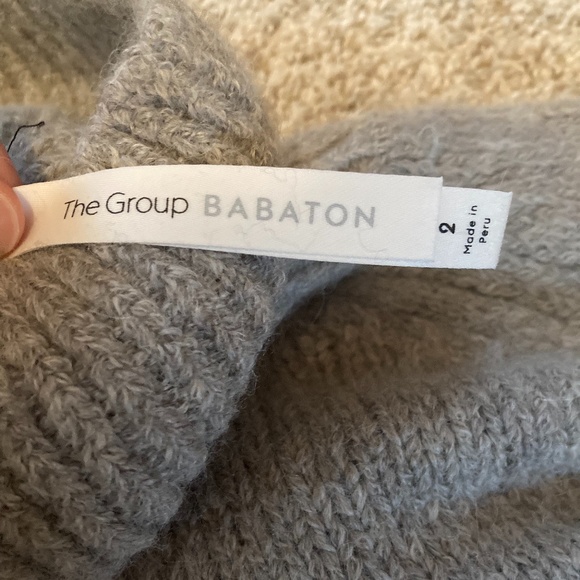 The Group BABATON
2
Made in
Peru